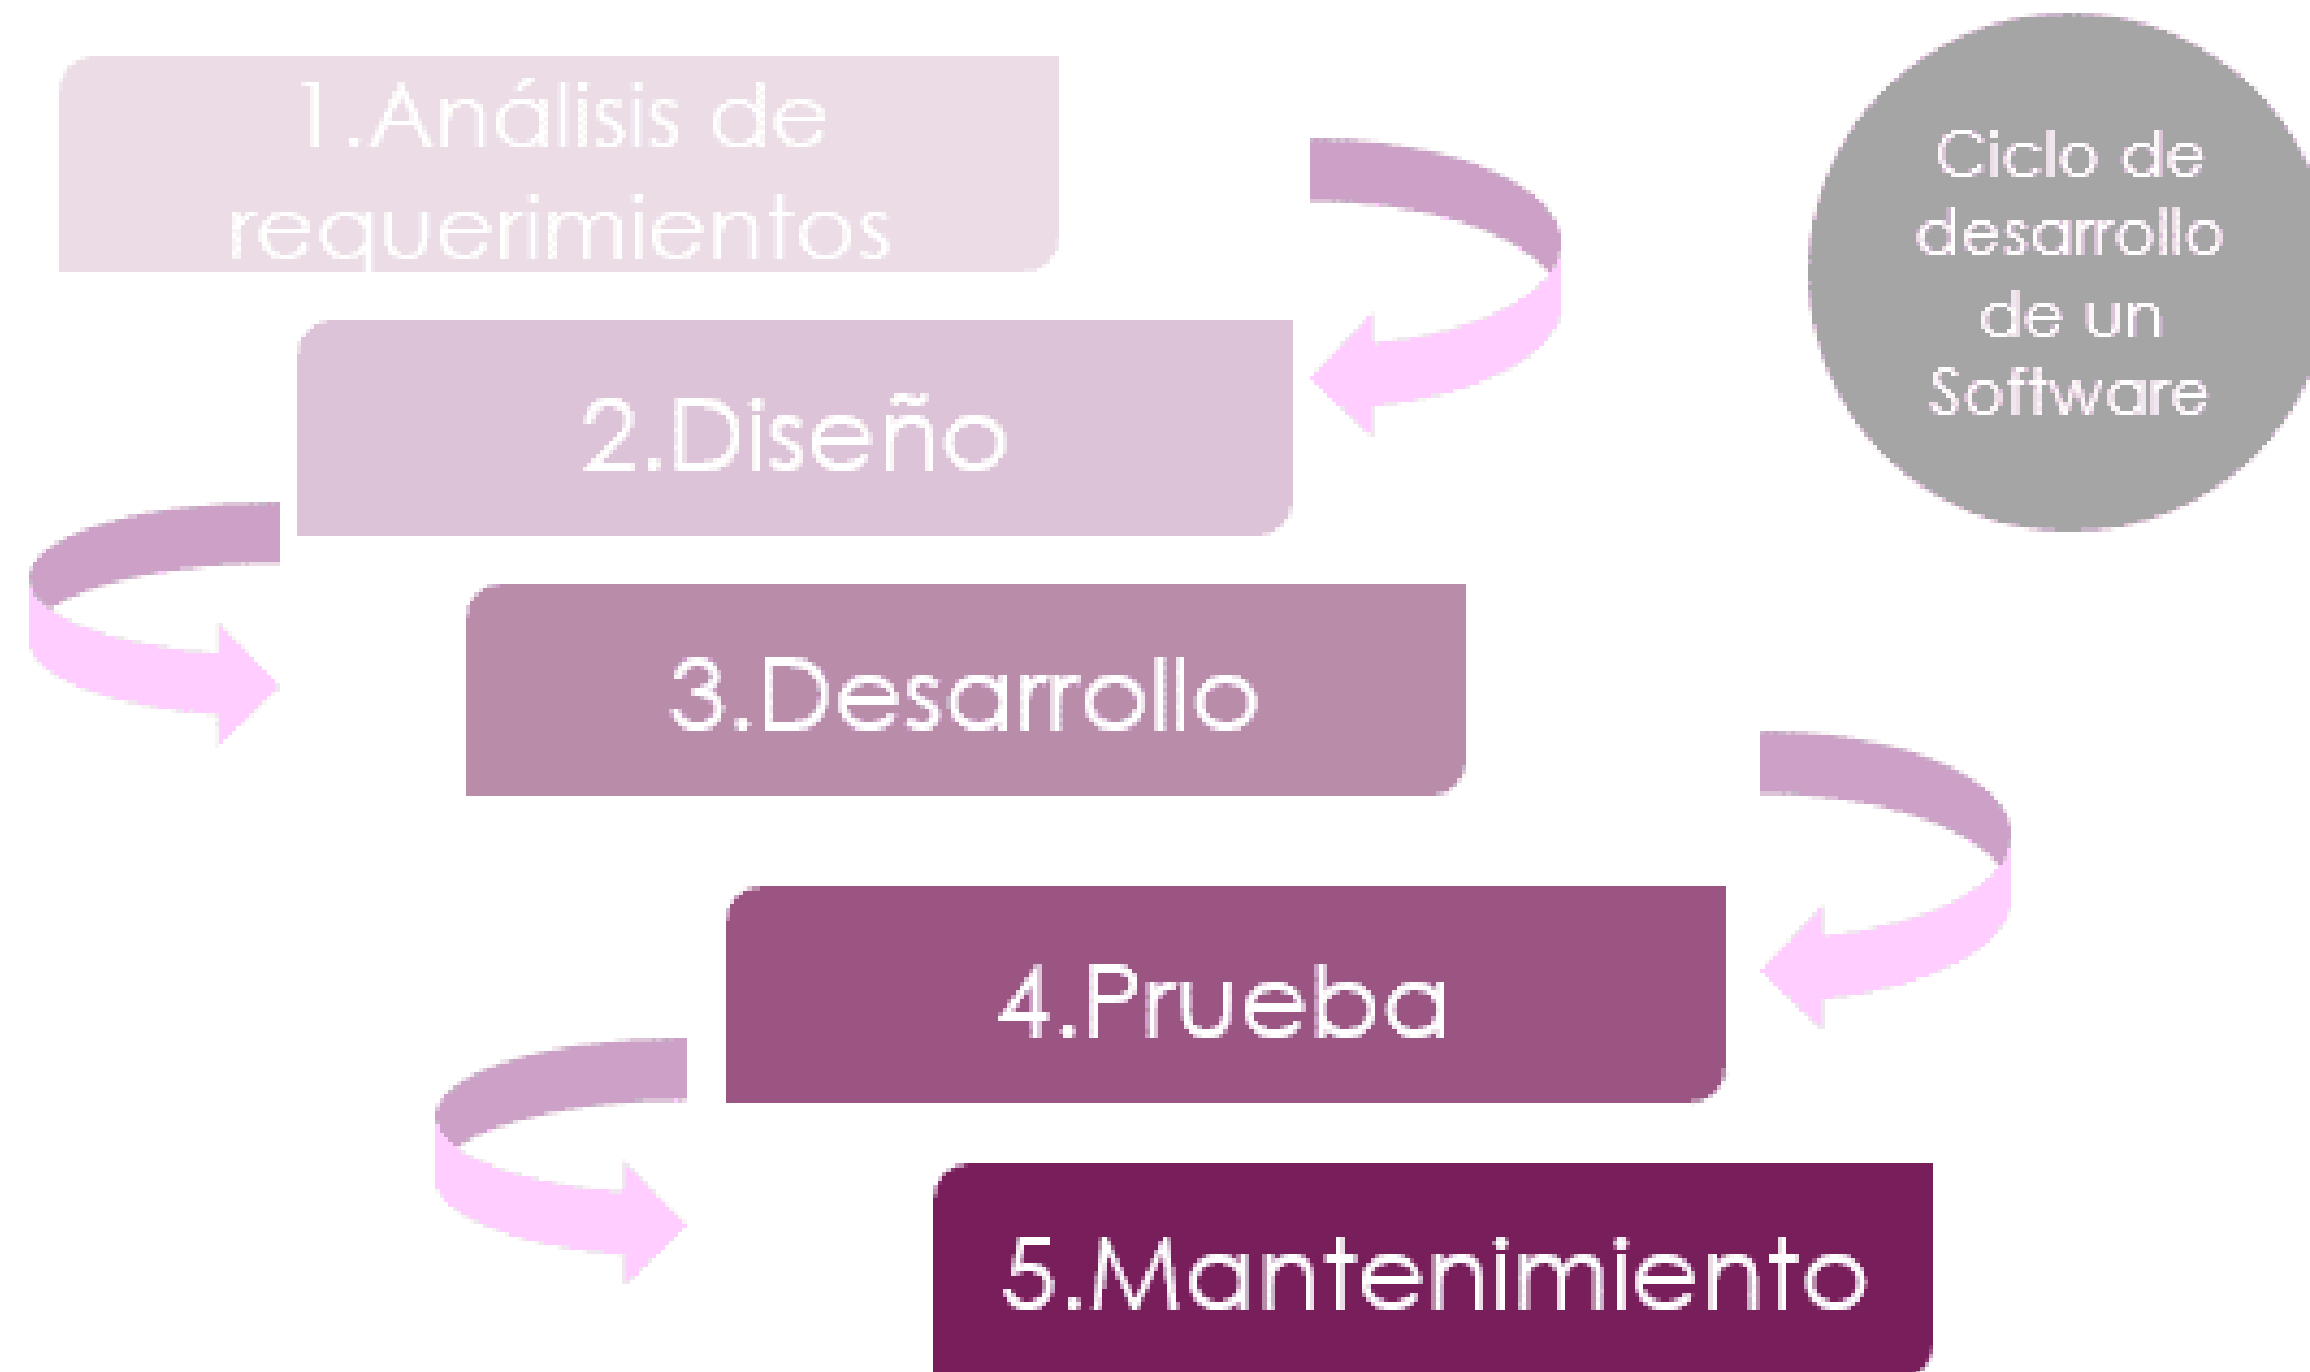 1.Análisis de
requerimientos
Ciclo de
desarrollo
de un
Software
2.Diseño
3.Desarrollo
4.Prueba
5.Mantenimiento